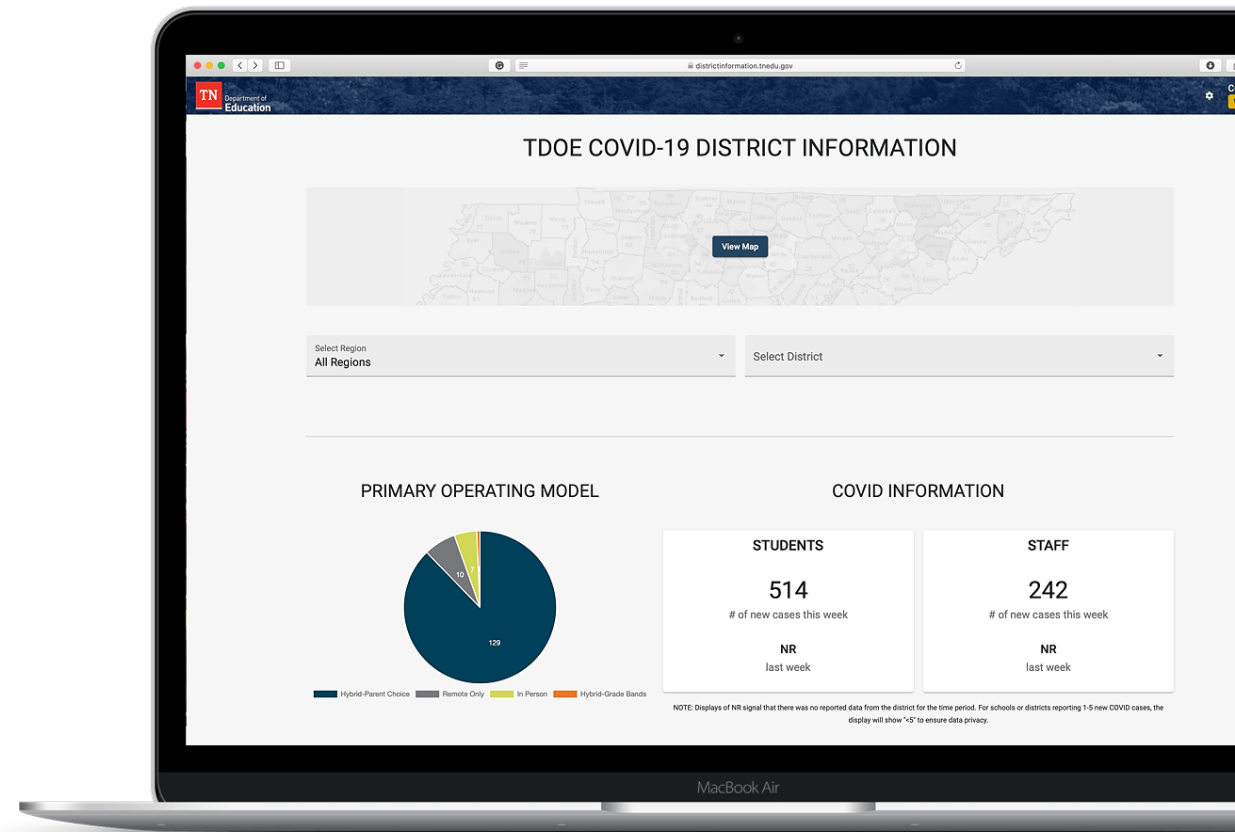 districtinformation.tnedu.gov
TN
Department of
Education
TDOE COVID-19 DISTRICT INFORMATION
View Map
Select Region
All Regions
Select District
PRIMARY OPERATING MODEL
COVID INFORMATION
10
7
129
Hybrid-Parent Choice
Remote Only
In Person
Hybrid-Grade Bands
STUDENTS
514
# of new cases this week
NR
last week
STAFF
242
# of new cases this week
NR
last week
NOTE: Displays of NR signal that there was no reported data from the district for the time period. For schools or districts reporting 1-5 new COVID cases, the
display will show "<5" to ensure data privacy.
MacBook Air